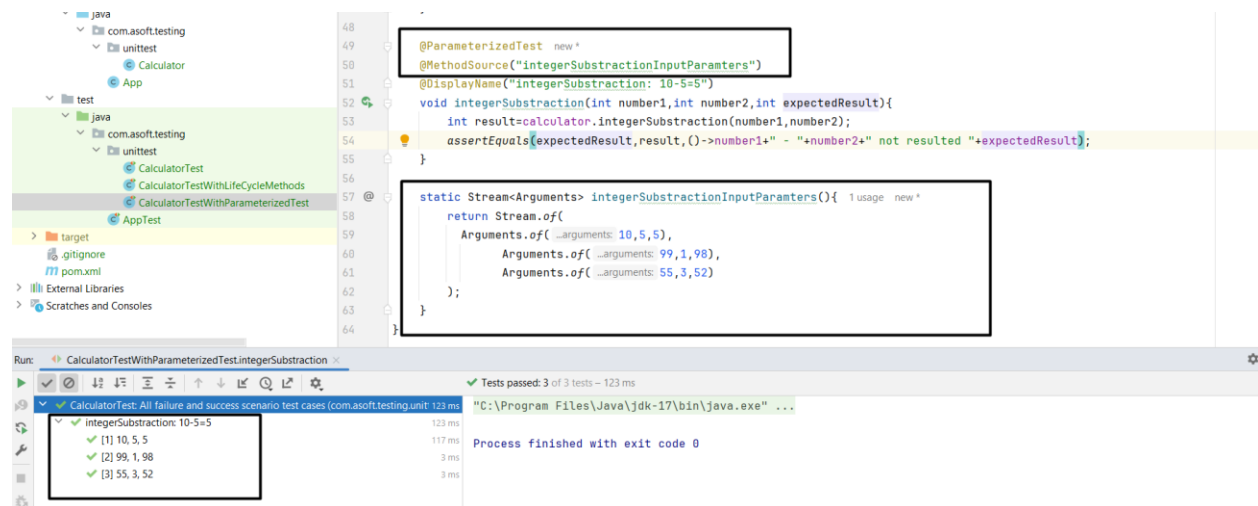 java
com.asoft.testing
unittest
Calculator
App
test
java
com.asoft.testing
unittest
CalculatorTest
CalculatorTestWithLifeCycleMethods
CalculatorTestWithParameterizedTest
AppTest
target
.gitignore
pom.xml
External Libraries
Scratches and Consoles
48
49 @ParameterizedTest new *
50 @MethodSource("integerSubstractionInputParamters")
51 @DisplayName("integerSubstraction: 10-5=5")
52 void integerSubstraction(int number1,int number2,int expectedResult){
53 int result=calculator.integerSubstraction(number1,number2);
54 assertEquals(expectedResult,result,()->number1+" - "+number2+" not resulted "+expectedResult);
55 }
56
57 @ static Stream<Arguments> integerSubstractionInputParamters(){ 1 usage new *
58 return Stream.of(
59 Arguments.of( ...arguments: 10,5,5),
60 Arguments.of( ...arguments: 99,1,98),
61 Arguments.of( ...arguments: 55,3,52)
62 );
63 }
64 }
Run: CalculatorTestWithParameterizedTest.integerSubstraction ×
Tests passed: 3 of 3 tests – 123 ms
CalculatorTest: All failure and success scenario test cases (com.asoft.testing.unit 123 ms
integerSubstraction: 10-5=5 123 ms
[1] 10, 5, 5 117 ms
[2] 99, 1, 98 3 ms
[3] 55, 3, 52 3 ms
"C:\Program Files\Java\jdk-17\bin\java.exe" ...
Process finished with exit code 0